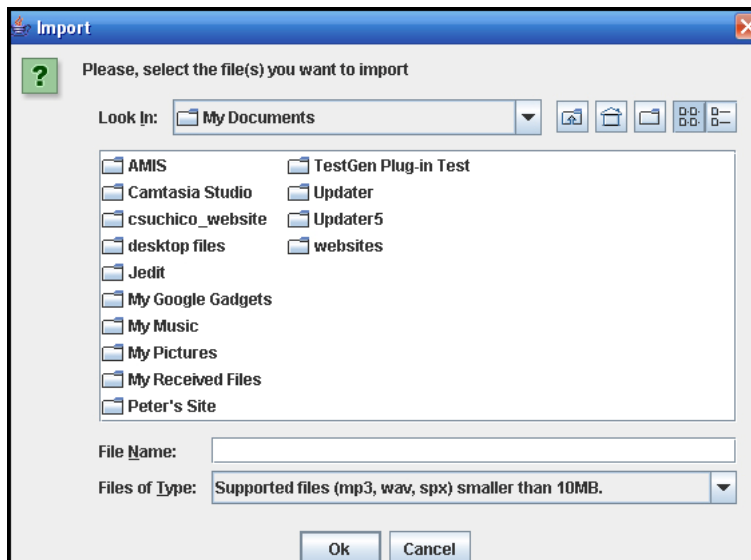 Import
Please, select the file(s) you want to import
Look In: My Documents
AMIS
Camtasia Studio
csuchico_website
desktop files
Jedit
My Google Gadgets
My Music
My Pictures
My Received Files
Peter's Site
TestGen Plug-in Test
Updater
Updater5
websites
File Name:
Files of Type: Supported files (mp3, wav, spx) smaller than 10MB.
Ok Cancel